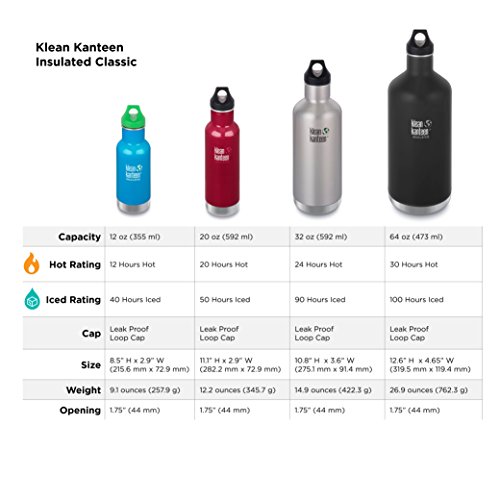 Klean Kanteen
Insulated Classic
klean
kanteen
klean
kanteen
klean
kanteen
klean
kanteen
Capacity 12 oz (355 ml) 20 oz (592 ml) 32 oz (592 ml) 64 oz (473 ml)
Hot Rating 12 Hours Hot 20 Hours Hot 24 Hours Hot 30 Hours Hot
Iced Rating 40 Hours Iced 50 Hours Iced 90 Hours Iced 100 Hours Iced
Cap Leak Proof Leak Proof Leak Proof Leak Proof
Loop Cap Loop Cap Loop Cap Loop Cap
Size 8.5" H x 2.9" W 11.1" H x 2.9" W 10.8" H x 3.6" W 12.6" H x 4.65" W
(215.6 mm x 72.9 mm) (282.2 mm x 72.9 mm) (275.1 mm x 91.4 mm) (319.5 mm x 119.4 mm)
Weight 9.1 ounces (257.9 g) 12.2 ounces (345.7 g) 14.9 ounces (422.3 g) 26.9 ounces (762.3 g)
Opening 1.75" (44 mm) 1.75" (44 mm) 1.75" (44 mm) 1.75" (44 mm)